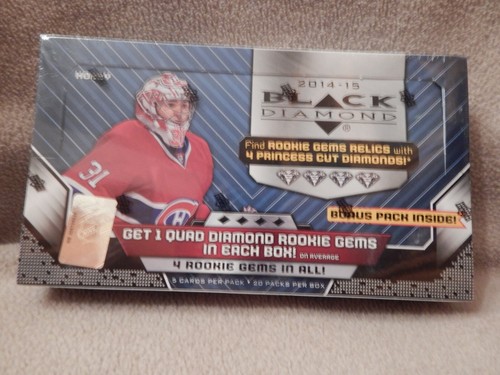 HOBBY
2014-15
BLACK
DIAMOND
®
Find ROOKIE GEMS RELICS with
4 PRINCESS CUT DIAMONDS!*
BONUS PACK INSIDE!
31
GET 1 QUAD DIAMOND ROOKIE GEMS
IN EACH BOX! ON AVERAGE
4 ROOKIE GEMS IN ALL!
5 CARDS PER PACK • 20 PACKS PER BOX